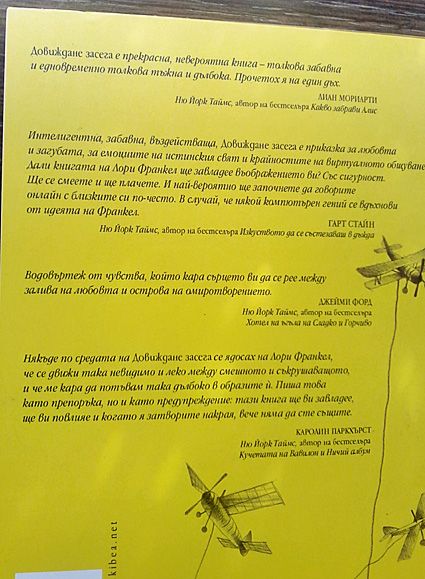 Довиждане засега е прекрасна, невероятна книга – толкова забавна
и едновременно толкова тъжна и дълбока. Прочетох я на един дъх.
ЛИАН МОРИАРТИ
Ню Йорк Таймс, автор на бестселъра Какво забрави Алис
Интелигентна, забавна, въздействаща, Довиждане засега е приказка за любовта
и загубата, за емоциите на истинския свят и крайностите на виртуалното общуване.
Дали книгата на Лори Франкел ще завладее въображението ви? Със сигурност.
Ще се смеете и ще плачете. И най-вероятно ще започнете да говорите
онлайн с близките си по-често. В случай, че някой компютърен гений се вдъхнови
от идеята на Франкел.
ГАРТ СТАЙН
Ню Йорк Таймс, автор на бестселъра Изкуството да се състезаваш в дъжда
Водовъртеж от чувства, който кара сърцето ви да се рее между
залива на любовта и острова на омиротворението.
ДЖЕЙМИ ФОРД
Ню Йорк Таймс, автор на бестселъра
Хотел на ъгъла на Сладко и Горчиво
Някъде по средата на Довиждане засега се ядосах на Лори Франкел,
че се движи така невидимо и леко между смешното и съкрушаващото,
и че ме кара да потъвам така дълбоко в образите ѝ. Пиша това
като препоръка, но и като предупреждение: тази книга ще ви завладее,
ще ви повлияе и когато я затворите накрая, вече няма да сте същите.
КАРОЛИН ПАРКХЪРСТ
Ню Йорк Таймс, автор на бестселъра
Кучетата на Вавилон и Ничий албум
kibea.net